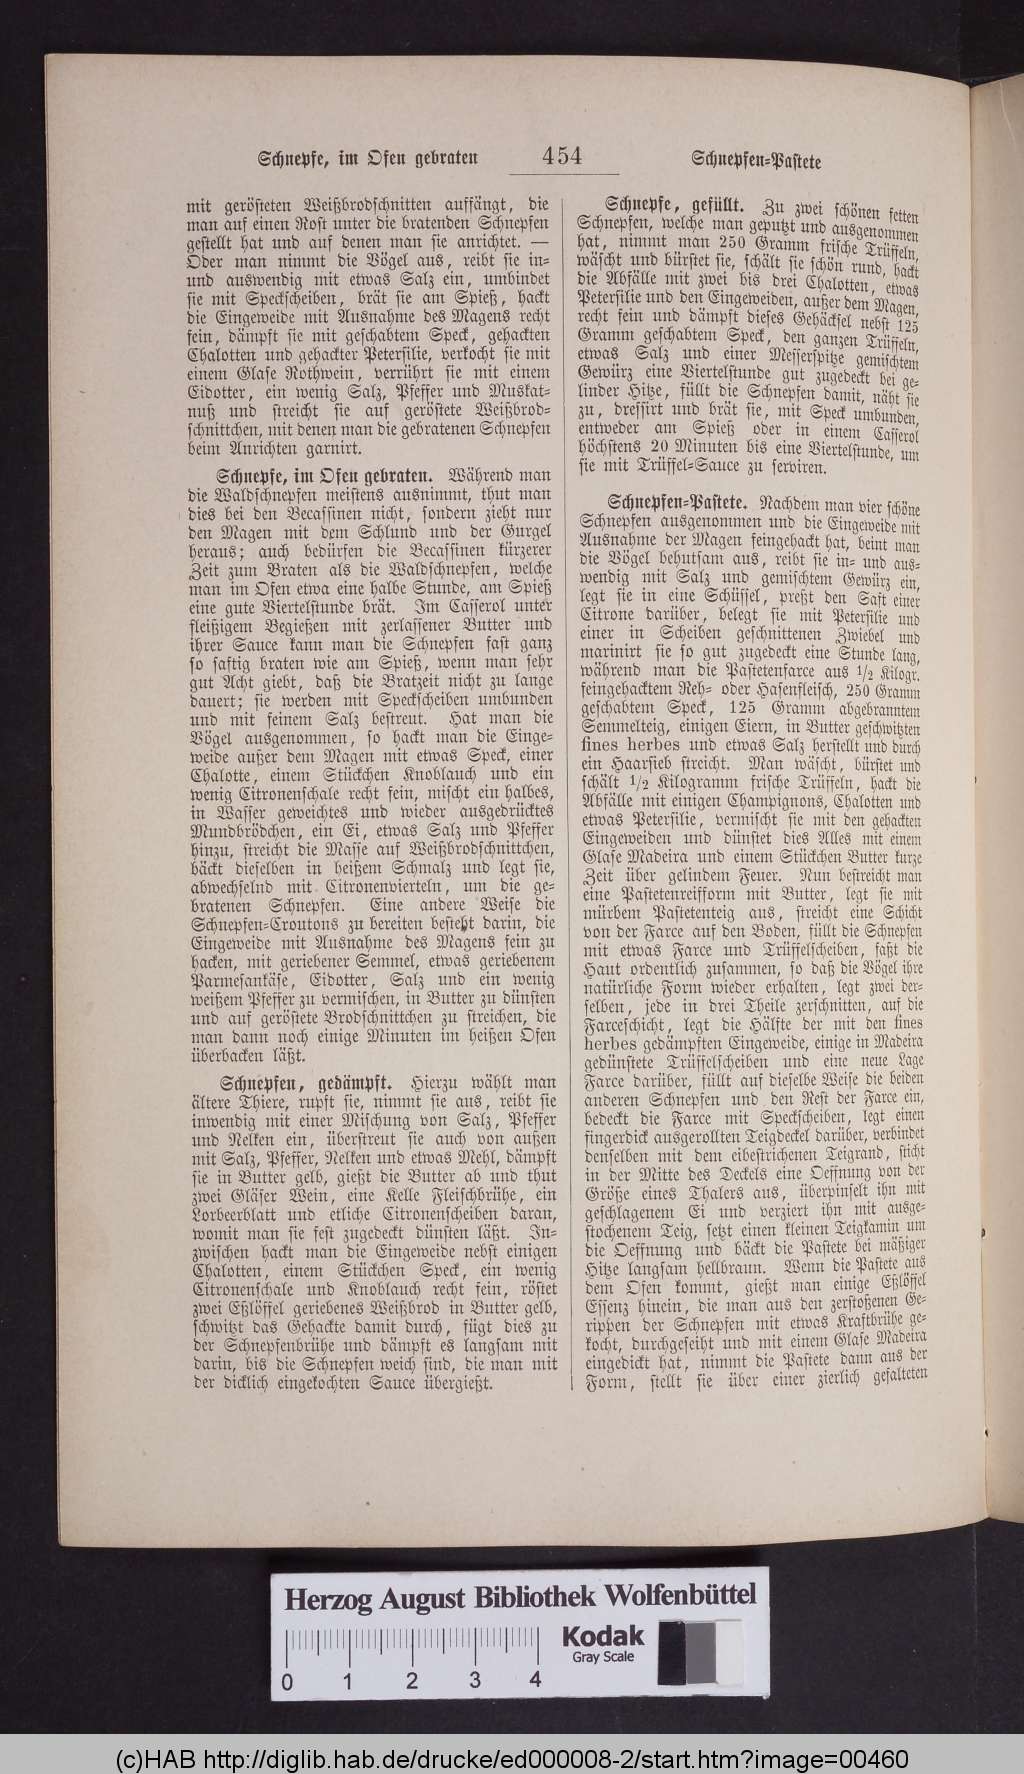 Schnepfe, im Ofen gebraten 454 Schnepfen-Pastete
mit gerösteten Weißbrodschnitten auffängt, die
man auf einen Rost unter die bratenden Schnepfen
gestellt hat und auf denen man sie anrichtet. —
Oder man nimmt die Vögel aus, reibt sie in-
und auswendig mit etwas Salz ein, umbindet
sie mit Speckscheiben, brät sie am Spieß, hackt
die Eingeweide mit Ausnahme des Magens recht
fein, dämpft sie mit geschabtem Speck, gehackten
Chalotten und gehackter Petersilie, verkocht sie mit
einem Glase Rothwein, verrührt sie mit einem
Eidotter, ein wenig Salz, Pfeffer und Muskat-
nuß und streicht sie auf geröstete Weißbrod-
schnittchen, mit denen man die gebratenen Schnepfen
beim Anrichten garnirt.
Schnepfe, im Ofen gebraten. Während man
die Waldschnepfen meistens ausnimmt, thut man
dies bei den Becassinen nicht, sondern zieht nur
den Magen mit dem Schlund und der Gurgel
heraus; auch bedürfen die Becassinen kürzerer
Zeit zum Braten als die Waldschnepfen, welche
man im Ofen etwa eine halbe Stunde, am Spieß
eine gute Viertelstunde brät. Im Casserol unter
fleißigem Begießen mit zerlassener Butter und
ihrer Sauce kann man die Schnepfen fast ganz
so saftig braten wie am Spieß, wenn man sehr
gut Acht giebt, daß die Bratzeit nicht zu lange
dauert; sie werden mit Speckscheiben umbunden
und mit feinem Salz bestreut. Hat man die
Vögel ausgenommen, so hackt man die Einge-
weide außer dem Magen mit etwas Speck, einer
Chalotte, einem Stückchen Knoblauch und ein
wenig Citronenschale recht fein, mischt ein halbes,
in Wasser geweichtes und wieder ausgedrücktes
Mundbrödchen, ein Ei, etwas Salz und Pfeffer
hinzu, streicht die Masse auf Weißbrodschnittchen,
bäckt dieselben in heißem Schmalz und legt sie,
abwechselnd mit Citronenvierteln, um die ge-
bratenen Schnepfen. Eine andere Weise die
Schnepfen-Croutons zu bereiten besteht darin, die
Eingeweide mit Ausnahme des Magens fein zu
hacken, mit geriebener Semmel, etwas geriebenem
Parmesankäse, Eidotter, Salz und ein wenig
weißem Pfeffer zu vermischen, in Butter zu dünsten
und auf geröstete Brodschnittchen zu streichen, die
man dann noch einige Minuten im heißen Ofen
überbacken läßt.
Schnepfen, gedämpft. Hierzu wählt man
ältere Thiere, rupft sie, nimmt sie aus, reibt sie
inwendig mit einer Mischung von Salz, Pfeffer
und Nelken ein, überstreut sie auch von außen
mit Salz, Pfeffer, Nelken und etwas Mehl, dämpft
sie in Butter gelb, gießt die Butter ab und thut
zwei Gläser Wein, eine Kelle Fleischbrühe, ein
Lorbeerblatt und etliche Citronenscheiben daran,
womit man sie fest zugedeckt dünsten läßt. In-
zwischen hackt man die Eingeweide nebst einigen
Chalotten, einem Stückchen Speck, ein wenig
Citronenschale und Knoblauch recht fein, röstet
zwei Eßlöffel geriebenes Weißbrod in Butter gelb,
schwitzt das Gehackte damit durch, fügt dies zu
der Schnepfenbrühe und dämpft es langsam mit
darin, bis die Schnepfen weich sind, die man mit
der dicklich eingekochten Sauce übergießt.
Schnepfe, gefüllt. Zu zwei schönen fetten
Schnepfen, welche man geputzt und ausgenommen
hat, nimmt man 250 Gramm frische Trüffeln,
wäscht und bürstet sie, schält sie schön rund, hackt
die Abfälle mit zwei bis drei Chalotten, etwas
Petersilie und den Eingeweiden, außer dem Magen,
recht fein und dämpft dieses Gehäcksel nebst 125
Gramm geschabtem Speck, den ganzen Trüffeln,
etwas Salz und einer Messerspitze gemischtem
Gewürz eine Viertelstunde gut zugedeckt bei ge-
linder Hitze, füllt die Schnepfen damit, näht sie
zu, dressirt und brät sie, mit Speck umbunden,
entweder am Spieß oder in einem Casserol
höchstens 20 Minuten bis eine Viertelstunde, um
sie mit Trüffel-Sauce zu serviren.
Schnepfen-Pastete. Nachdem man vier schöne
Schnepfen ausgenommen und die Eingeweide mit
Ausnahme der Magen feingehackt hat, beint man
die Vögel behutsam aus, reibt sie in- und aus-
wendig mit Salz und gemischtem Gewürz ein,
legt sie in eine Schüssel, preßt den Saft einer
Citrone darüber, belegt sie mit Petersilie und
einer in Scheiben geschnittenen Zwiebel und
marinirt sie so gut zugedeckt eine Stunde lang,
während man die Pastetenfarce aus 1/2 Kilogr.
feingehacktem Reh- oder Hasenfleisch, 250 Gramm
geschabtem Speck, 125 Gramm abgebranntem
Semmelteig, einigen Eiern, in Butter geschwitzten
fines herbes und etwas Salz herstellt und durch
ein Haarsieb streicht. Man wäscht, bürstet und
schält 1/2 Kilogramm frische Trüffeln, hackt die
Abfälle mit einigen Champignons, Chalotten und
etwas Petersilie, vermischt sie mit den gehackten
Eingeweiden und dünstet dies Alles mit einem
Glase Madeira und einem Stückchen Butter kurze
Zeit über gelindem Feuer. Nun bestreicht man
eine Pastetenreifform mit Butter, legt sie mit
mürbem Pastetenteig aus, streicht eine Schicht
von der Farce auf den Boden, füllt die Schnepfen
mit etwas Farce und Trüffelscheiben, faßt die
Haut ordentlich zusammen, so daß die Vögel ihre
natürliche Form wieder erhalten, legt zwei der-
selben, jede in drei Theile zerschnitten, auf die
Farceschicht, legt die Hälfte der mit den fines
herbes gedämpften Eingeweide, einige in Madeira
gedünstete Trüffelscheiben und eine neue Lage
Farce darüber, füllt auf dieselbe Weise die beiden
anderen Schnepfen und den Rest der Farce ein,
bedeckt die Farce mit Speckscheiben, legt einen
fingerdick ausgerollten Teigdeckel darüber, verbindet
denselben mit dem eibestrichenen Teigrand, sticht
in der Mitte des Deckels eine Oeffnung von der
Größe eines Thalers aus, überpinselt ihn mit
geschlagenem Ei und verziert ihn mit ausge-
stochenem Teig, setzt einen kleinen Teigkamin um
die Oeffnung und bäckt die Pastete bei mäßiger
Hitze langsam hellbraun. Wenn die Pastete aus
dem Ofen kommt, gießt man einige Eßlöffel
Essenz hinein, die man aus den zerstoßenen Ge-
rippen der Schnepfen mit etwas Kraftbrühe ge-
kocht, durchgeseiht und mit einem Glase Madeira
eingedickt hat, nimmt die Pastete dann aus der
Form, stellt sie über einer zierlich gefalteten
Herzog August Bibliothek Wolfenbüttel
Kodak
Gray Scale
0 1 2 3 4
(c)HAB http://diglib.hab.de/drucke/ed000008-2/start.htm?image=00460